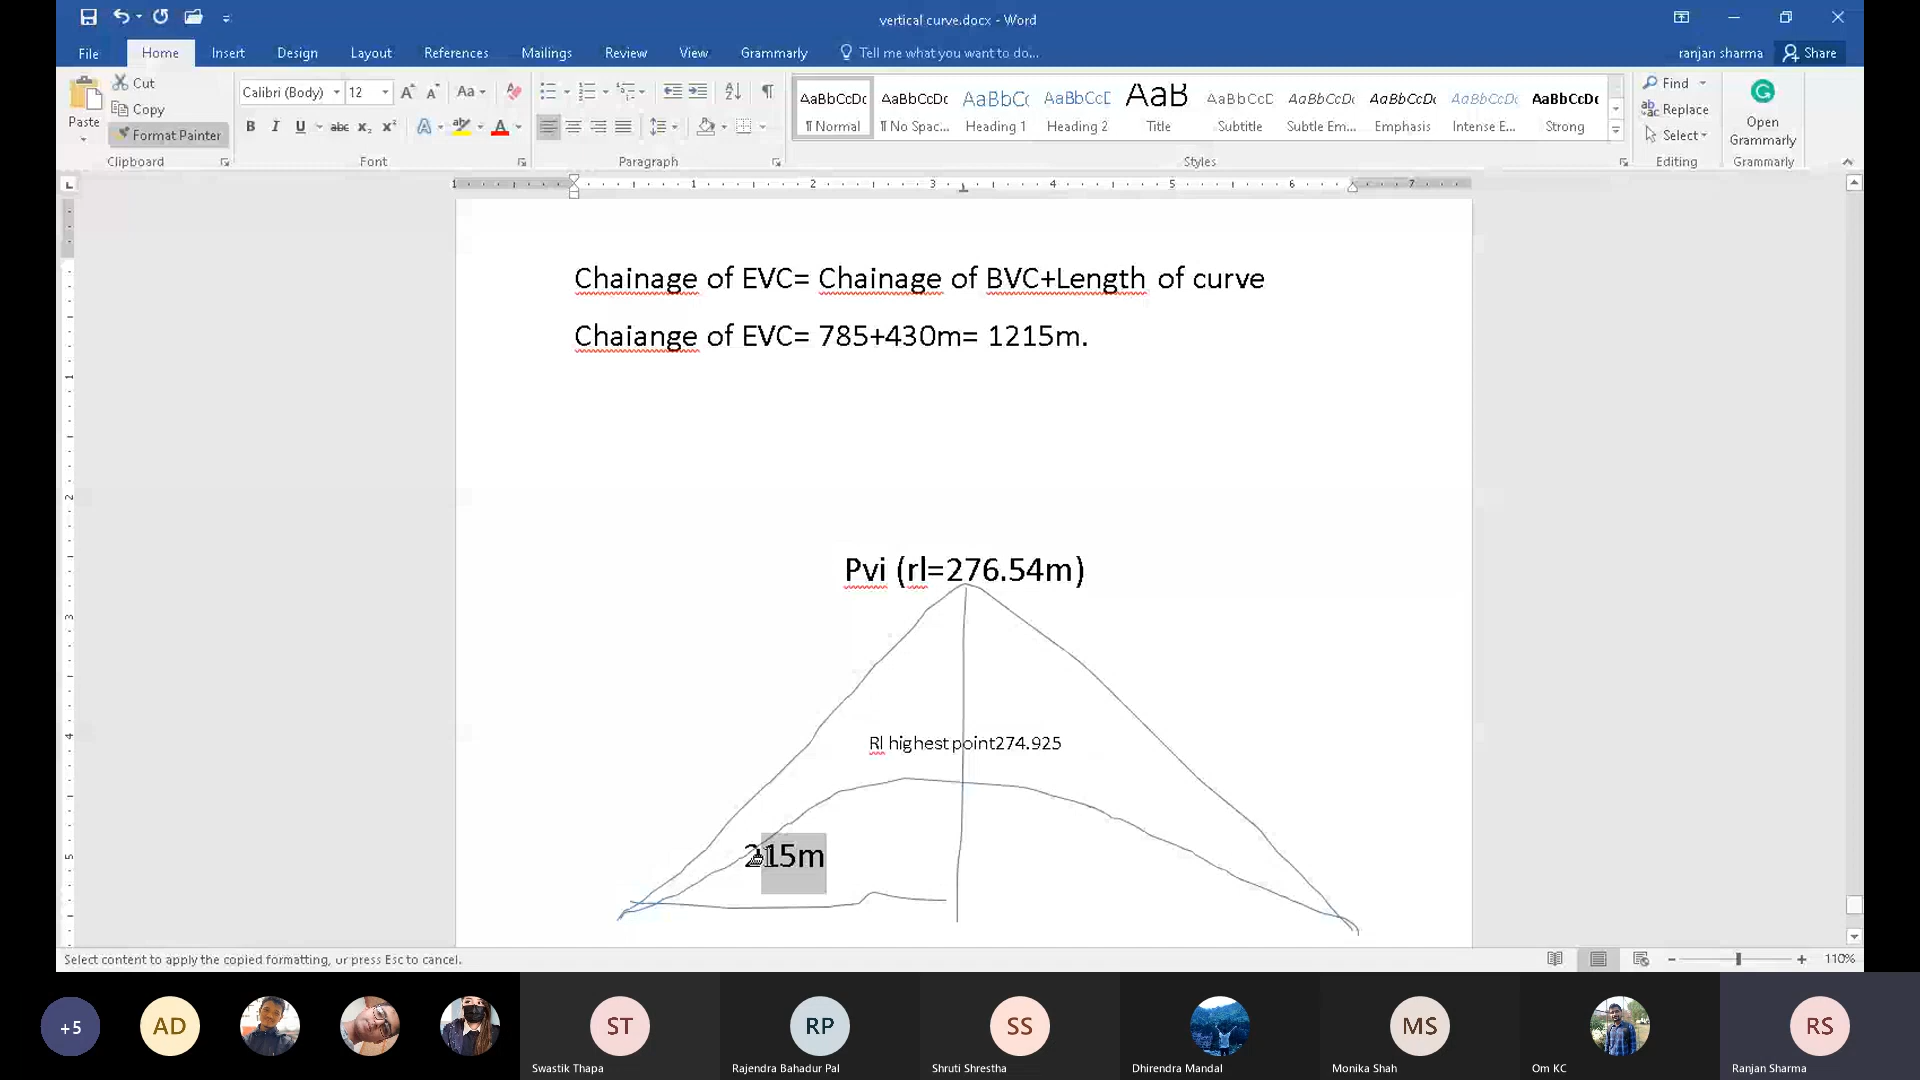 vertical curve.docx - Word
File Home Insert Design Layout References Mailings Review View Grammarly Tell me what you want to do... ranjan sharma Share
Paste
Cut
Copy
Format Painter
Clipboard
Calibri (Body) 12
Font
Paragraph
AaBbCcDc AaBbCcDc AaBbCc AaBbCcD AaB AaBbCcD AaBbCcDc AaBbCcDc AaBbCcDc AaBbCcDc
¶ Normal ¶ No Spac... Heading 1 Heading 2 Title Subtitle Subtle Em... Emphasis Intense E... Strong
Styles
Find
Replace
Select
Editing
Open
Grammarly
Grammarly
Chainage of EVC= Chainage of BVC+Length of curve
Chaiange of EVC= 785+430m= 1215m.
Pvi (rl=276.54m)
Rl highest point274.925
215m
Select content to apply the copied formatting, or press Esc to cancel.
110%
+5 AD ST RP SS MS RS
Swastik Thapa Rajendra Bahadur Pal Shruti Shrestha Dhirendra Mandal Monika Shah Om KC Ranjan Sharma